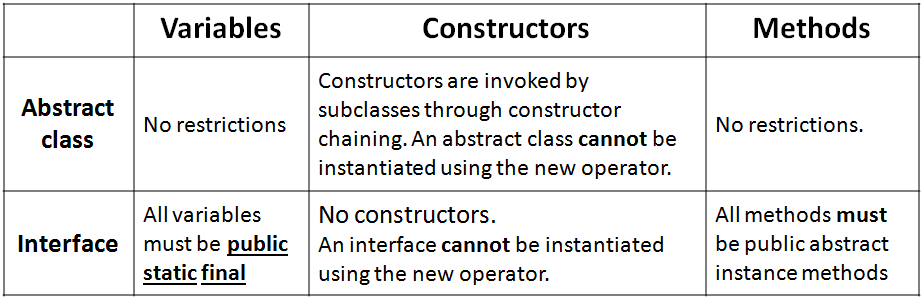 Variables
Constructors
Methods
Abstract
class
No restrictions
Constructors are invoked by
subclasses through constructor
chaining. An abstract class cannot be
instantiated using the new operator.
No restrictions.
Interface
All variables
must be public
static final
No constructors.
An interface cannot be instantiated
using the new operator.
All methods must
be public abstract
instance methods